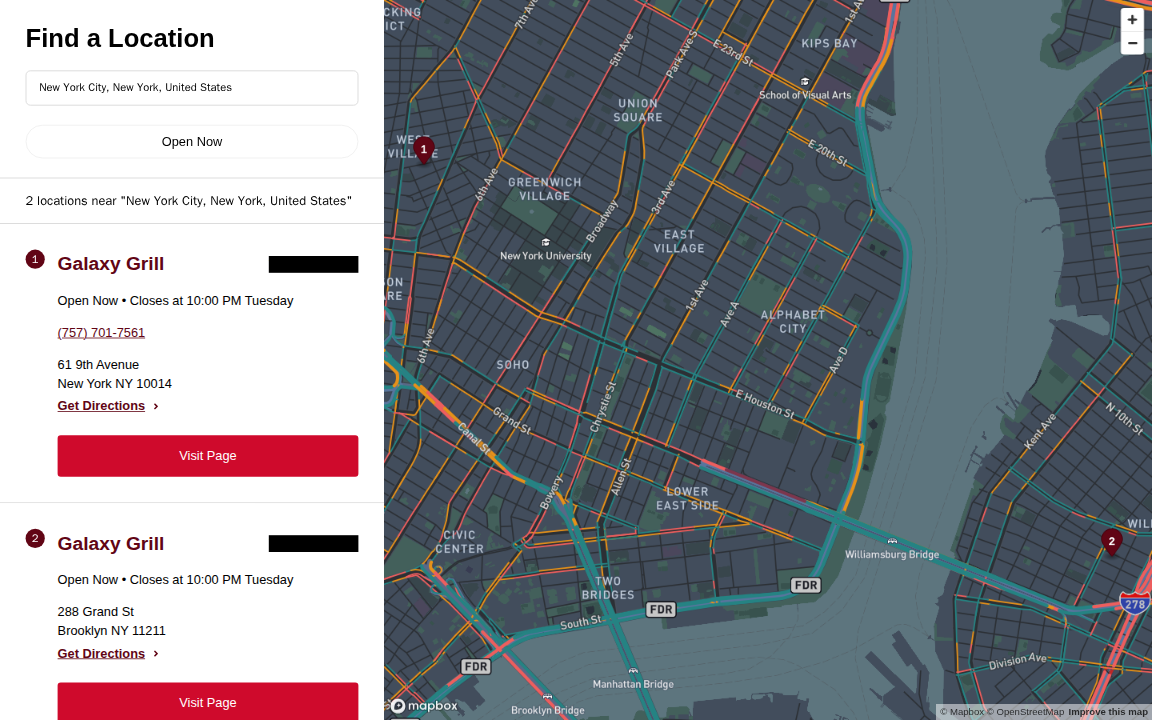 Find a Location
New York City, New York, United States
Open Now
2 locations near "New York City, New York, United States"
1
Galaxy Grill
Open Now • Closes at 10:00 PM Tuesday
(757) 701-7561
61 9th Avenue
New York NY 10014
Get Directions
Visit Page
2
Galaxy Grill
Open Now • Closes at 10:00 PM Tuesday
288 Grand St
Brooklyn NY 11211
Get Directions
Visit Page
CKING
ICT
7th Ave
5th Ave
Park Ave S
E 23rd St
1st Av
KIPS BAY
School of Visual Arts
+
−
UNION
SQUARE
WEST
VILLAGE
1
E 20th St
6th Ave
GREENWICH
VILLAGE
Broadway
3rd Ave
New York University
EAST
VILLAGE
ON
ARE
1st Ave
Ave A
ALPHABET
CITY
6th Ave
SOHO
Ave D
Chrystie St
E Houston St
Grand St
Canal St
Kent Ave
N 10th St
Bowery
Allen St
LOWER
EAST SIDE
CIVIC
CENTER
Williamsburg Bridge
WILL
2
TWO
BRIDGES
FDR
FDR
South St
278
FDR
Division Ave
Manhattan Bridge
Brooklyn Bridge
mapbox
© Mapbox © OpenStreetMap Improve this map